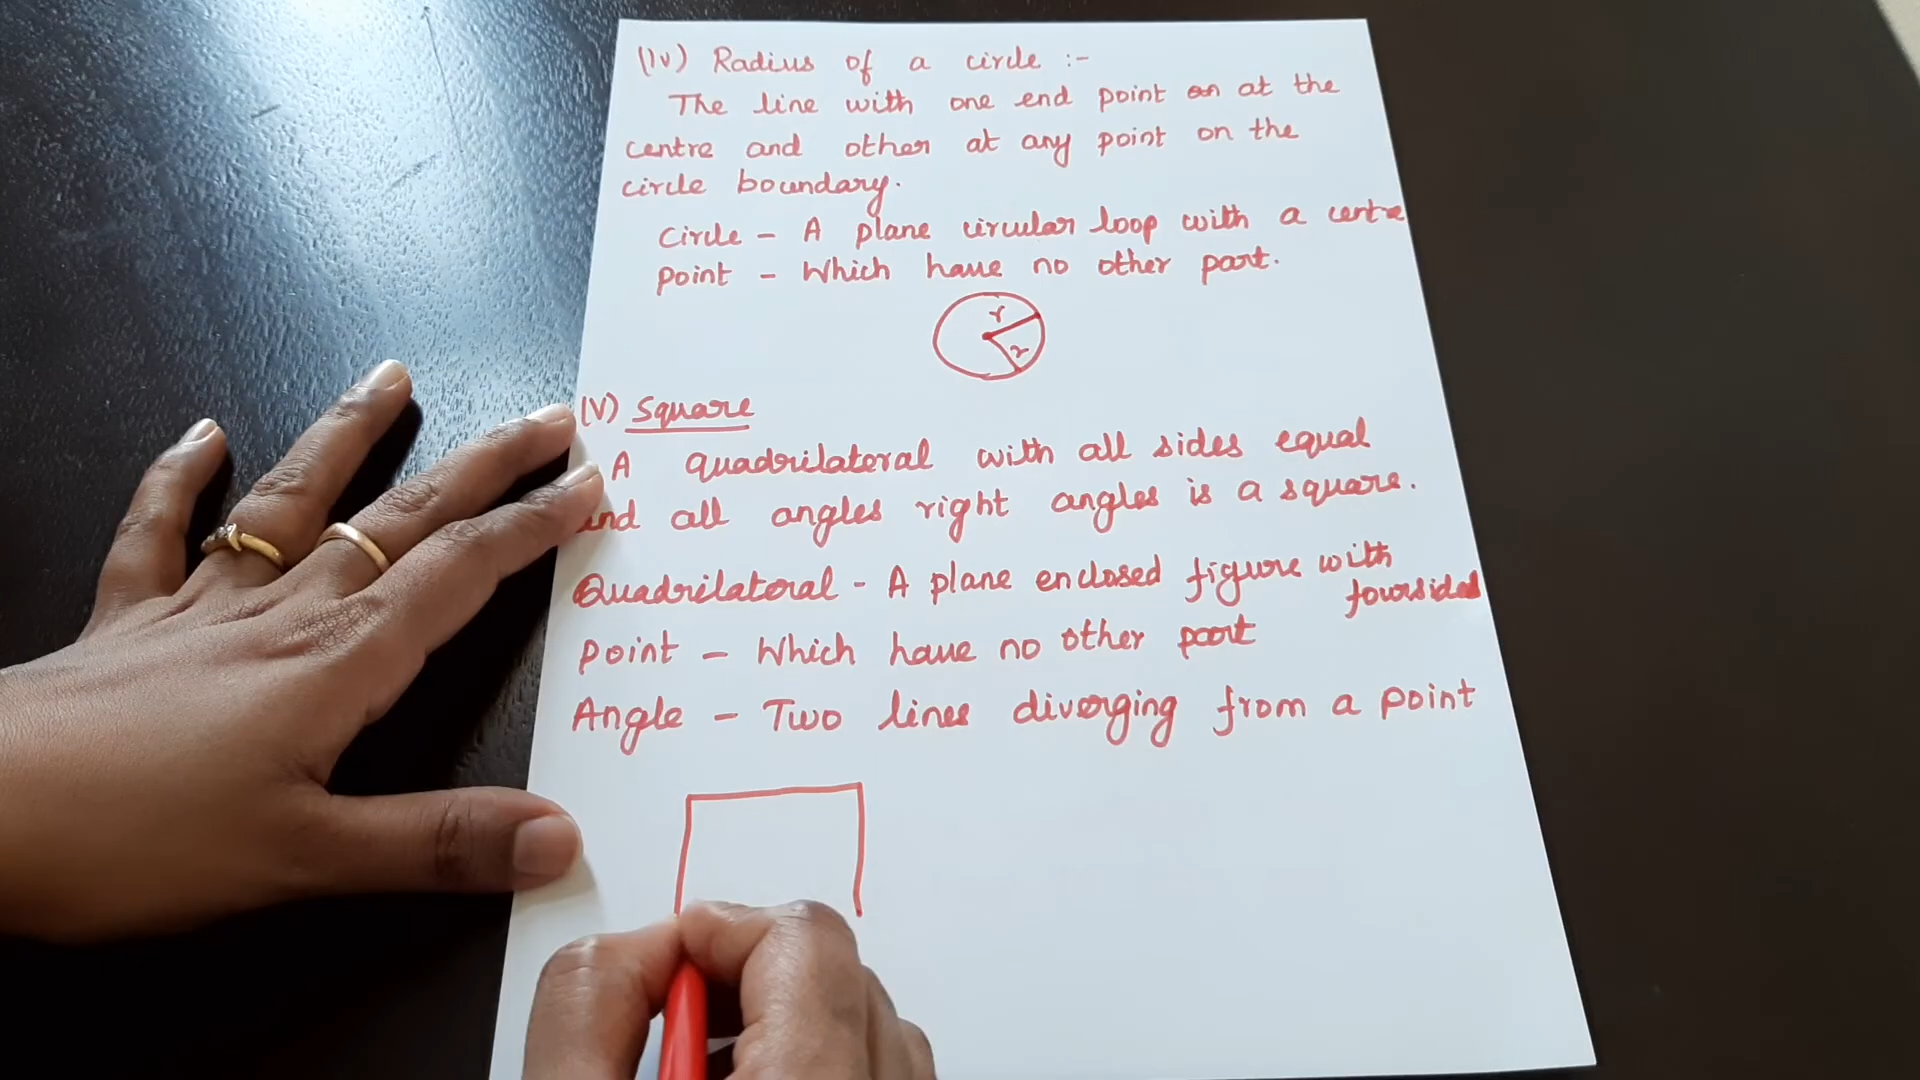 (iv) Radius of a circle :-
The line with one end point at the
centre and other at any point on the
circle boundary.
Circle - A plane circular loop with a centre
Point - Which have no other part.
r
r
(V) Square
A quadrilateral with all sides equal
and all angles right angles is a square.
Quadrilateral - A plane enclosed figure with
foursided
Point - Which have no other part
Angle - Two lines diverging from a point